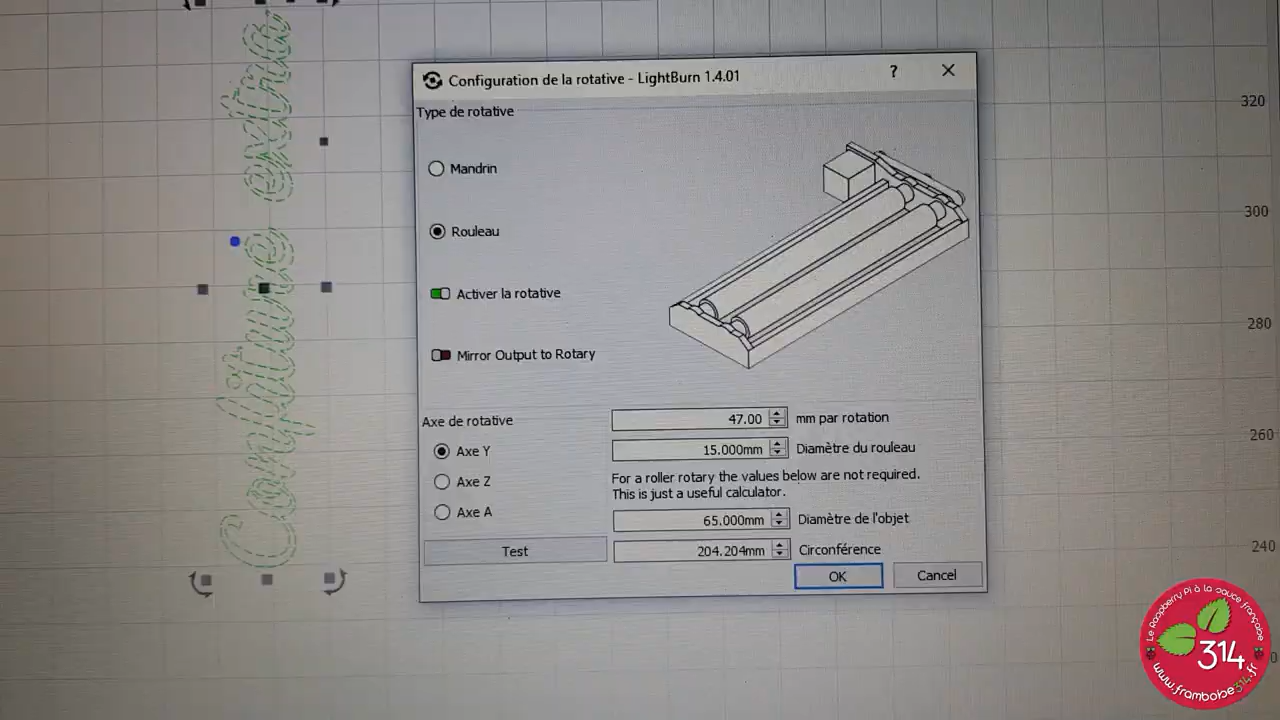 Configuration de la rotative - LightBurn 1.4.01
?
Type de rotative
Mandrin
Rouleau
Activer la rotative
Mirror Output to Rotary
Axe de rotative
Axe Y
Axe Z
Axe A
Test
47.00 mm par rotation
15.000mm Diamètre du rouleau
For a roller rotary the values below are not required.
This is just a useful calculator.
65.000mm Diamètre de l'objet
204.204mm Circonférence
OK
Cancel
320
300
280
260
240
Confiture extra
Le Raspberry Pi à la sauce française
314
www.framboise314.fr